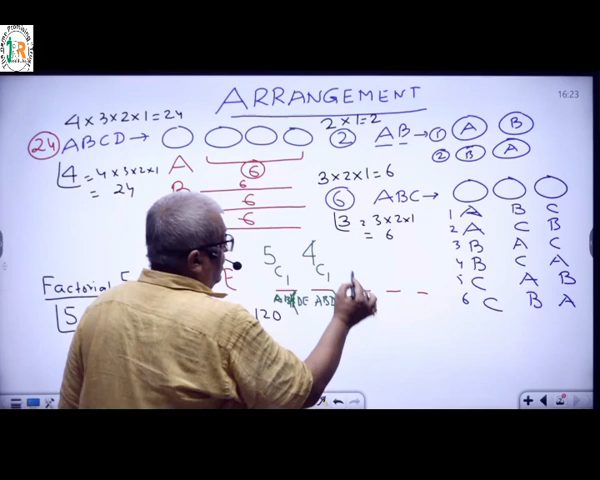 ARRANGEMENT
16:23
4 x 3 x 2 x 1 = 24
24 ABCD →
4 = 4 x 3 x 2 x 1
= 24
A
6
B
6
6
6
2 x 1 = 2
2 AB → 1 A B
2 B A
3 x 2 x 1 = 6
6 ABC →
3 = 3 x 2 x 1
= 6
1 A B C
2 A C B
3 B A C
4 B C A
5 C A B
6 C B A
Factorial
5
120
E
5C1 4C1
DE ABD